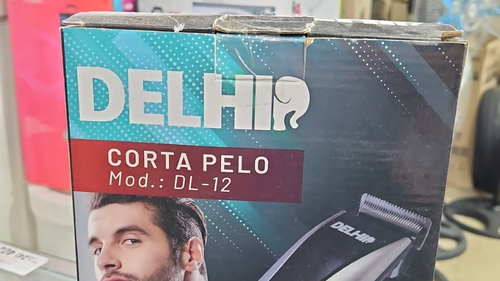 DELHI
CORTA PELO
Mod.: DL-12
DELHI